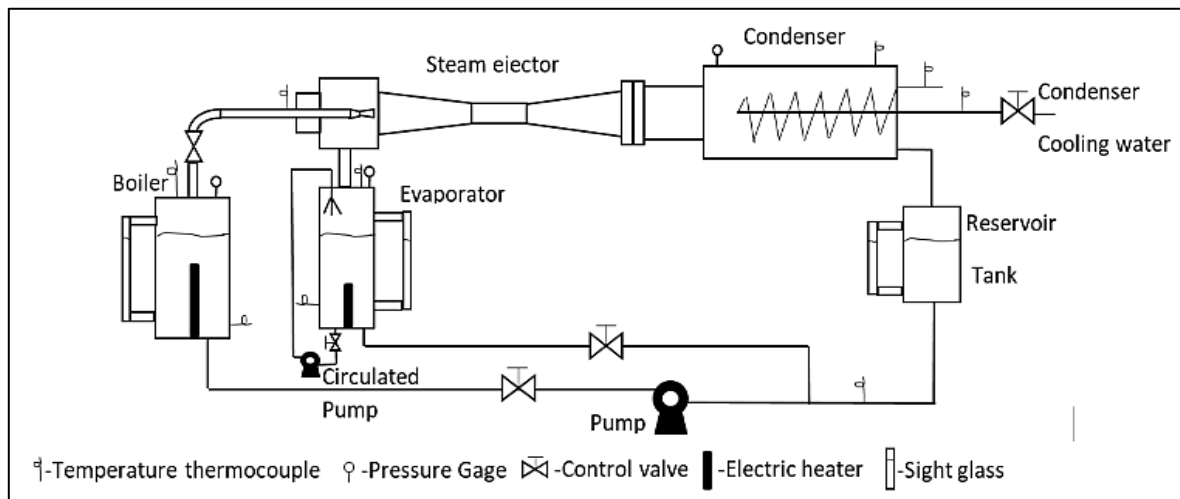 Condenser
Steam ejector
Condenser
Cooling water
Boiler
Evaporator
Reservoir
Tank
Circulated
Pump
Pump
-Temperature thermocouple -Pressure Gage -Control valve -Electric heater -Sight glass